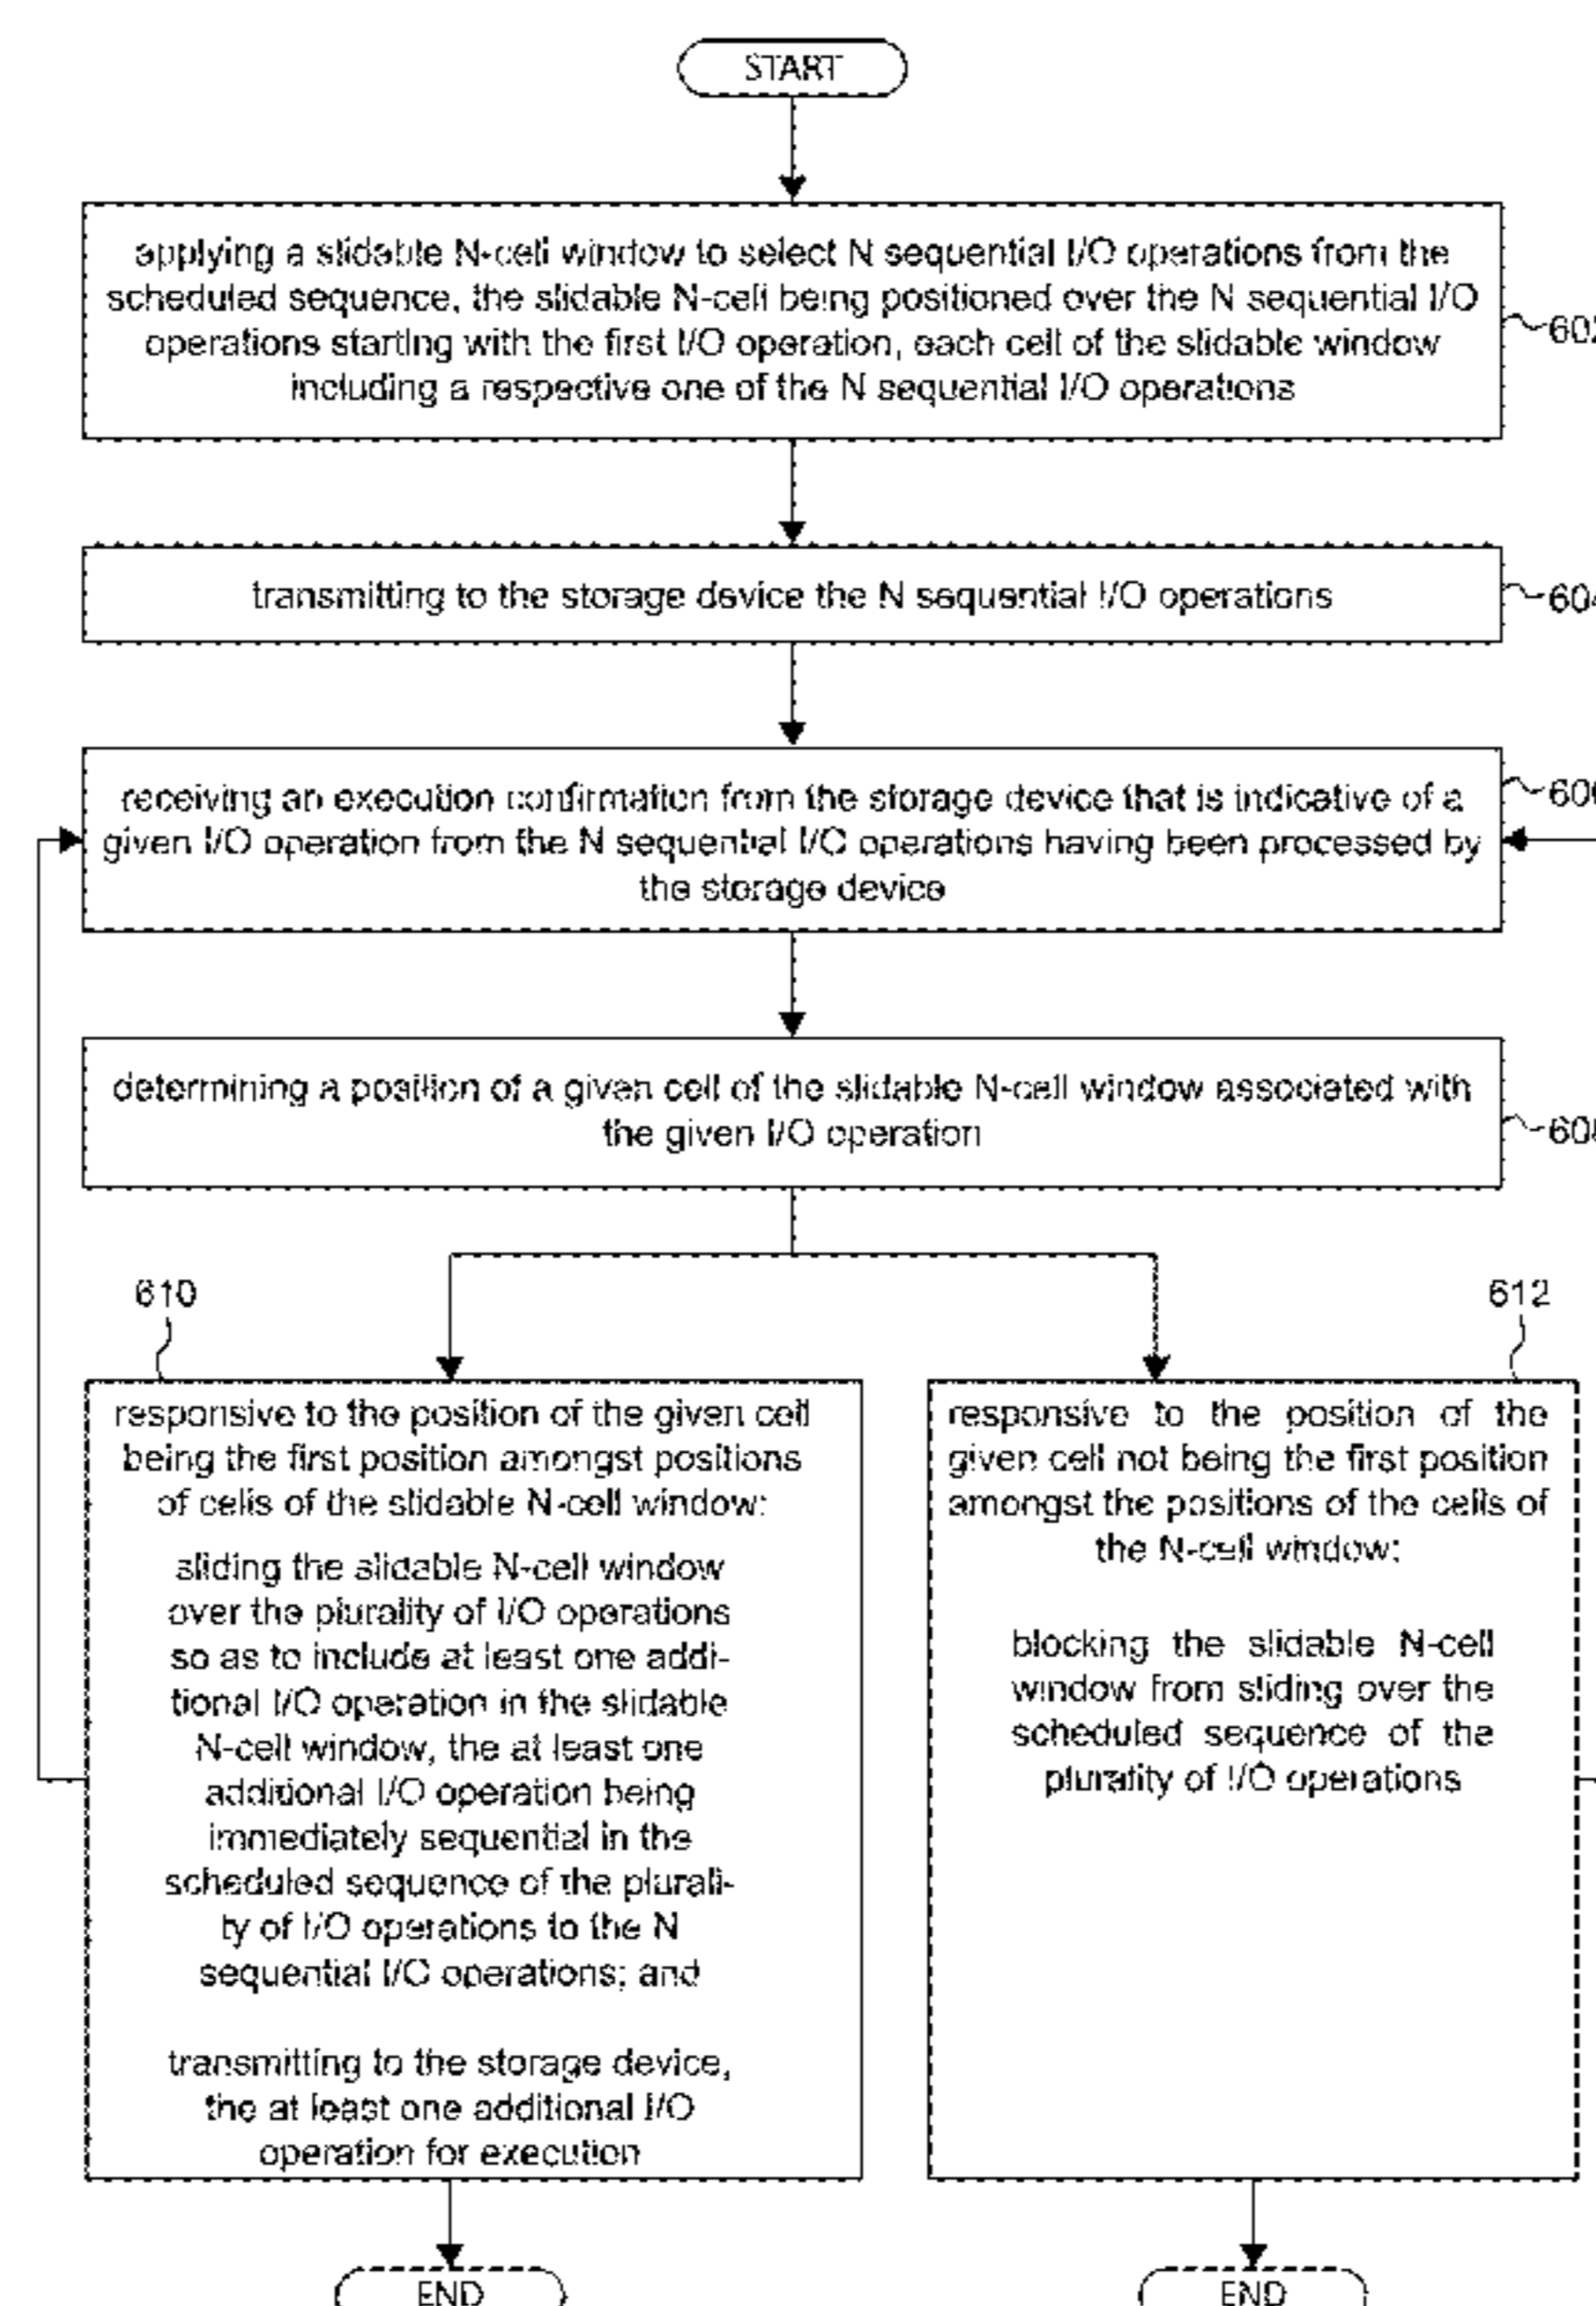 START
applying a slidable N-cell window to select N sequential I/O operations from the
scheduled sequence, the slidable N-cell being positioned over the N sequential I/O
operations starting with the first I/O operation, each cell of the slidable window
including a respective one of the N sequential I/O operations
transmitting to the storage device the N sequential I/O operations
receiving an execution confirmation from the storage device that is indicative of a
given I/O operation from the N sequential I/O operations having been processed by
the storage device
determining a position of a given cell of the slidable N-cell window associated with
the given I/O operation
610
612
responsive to the position of the given cell
being the first position amongst positions
of cells of the slidable N-cell window:
sliding the slidable N-cell window
over the plurality of I/O operations
so as to include at least one addi-
tional I/O operation in the slidable
N-cell window, the at least one
additional I/O operation being
immediately sequential in the
scheduled sequence of the plurali-
ty of I/O operations to the N
sequential I/O operations; and
transmitting to the storage device,
the at least one additional I/O
operation for execution
responsive to the position of the
given cell not being the first position
amongst the positions of the cells of
the N-cell window:
blocking the slidable N-cell
window from sliding over the
scheduled sequence of the
plurality of I/O operations
END
END